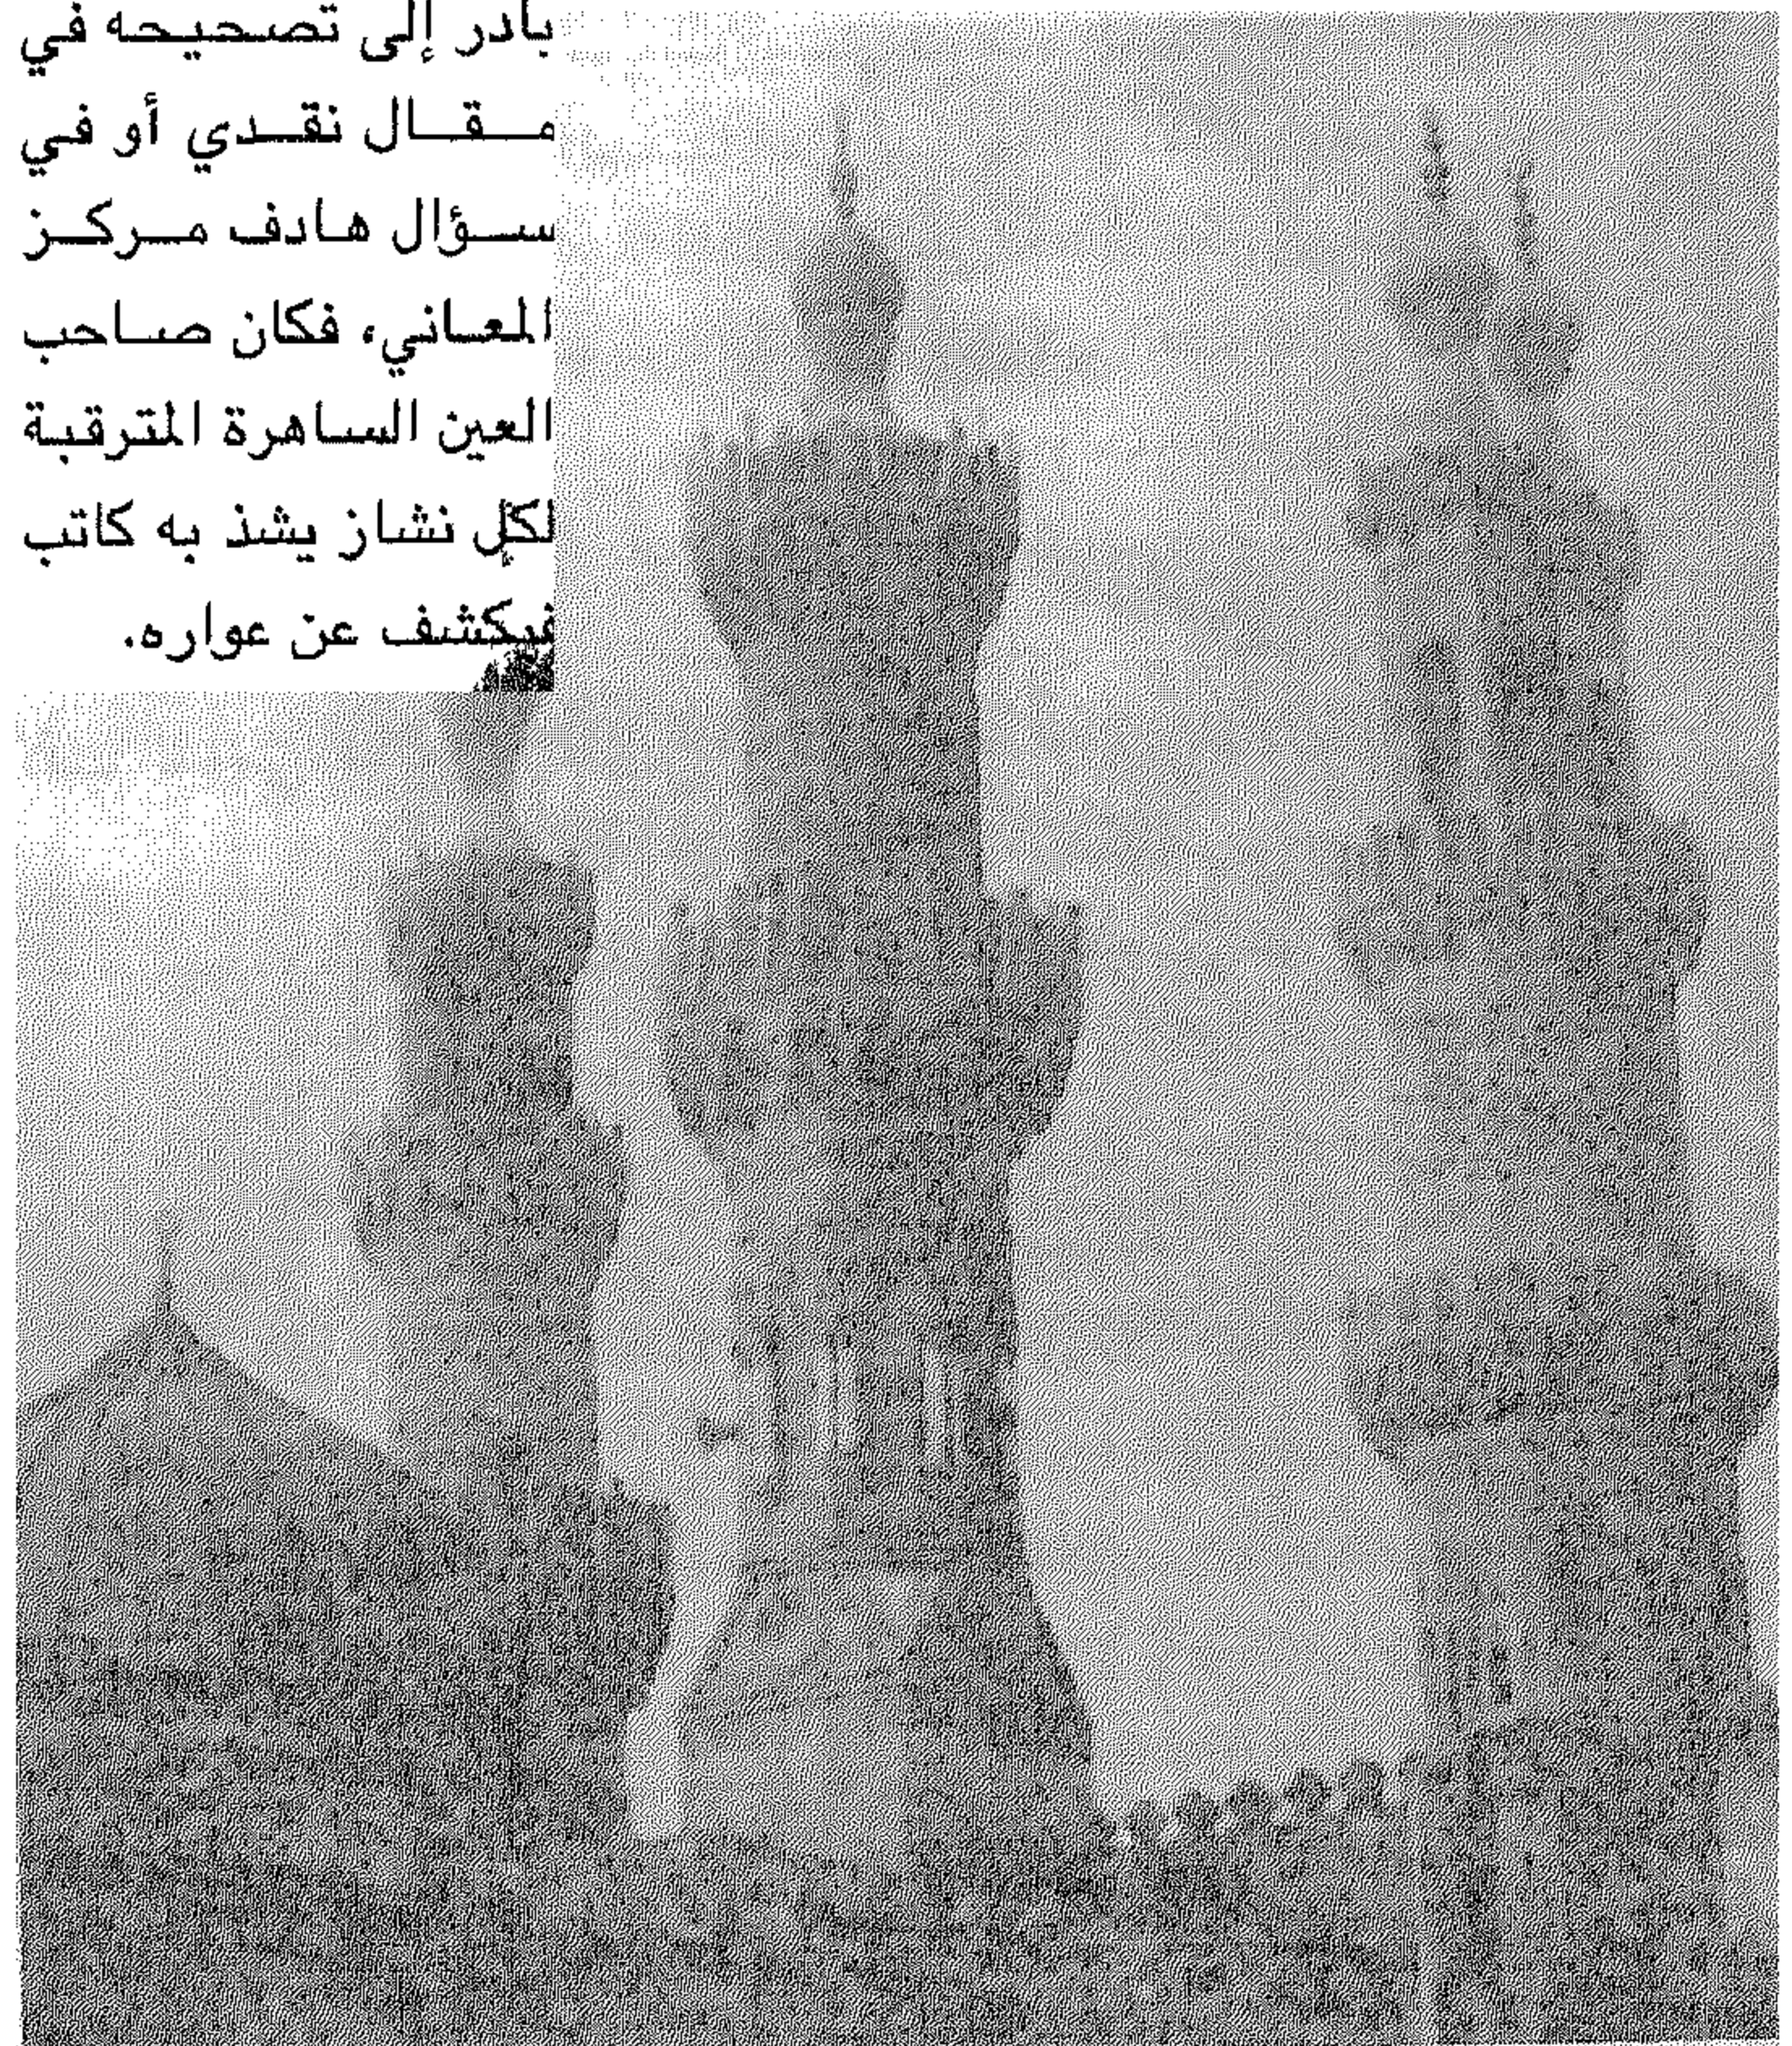 بادر إلى تصحيحه في
مقال نقدي أو في
سؤال هادف مركز
المعاني، فكان صاحب
العين الساهرة المترقبة
لكل نشاز يشذ به كاتب
فيكشف عن عواره.